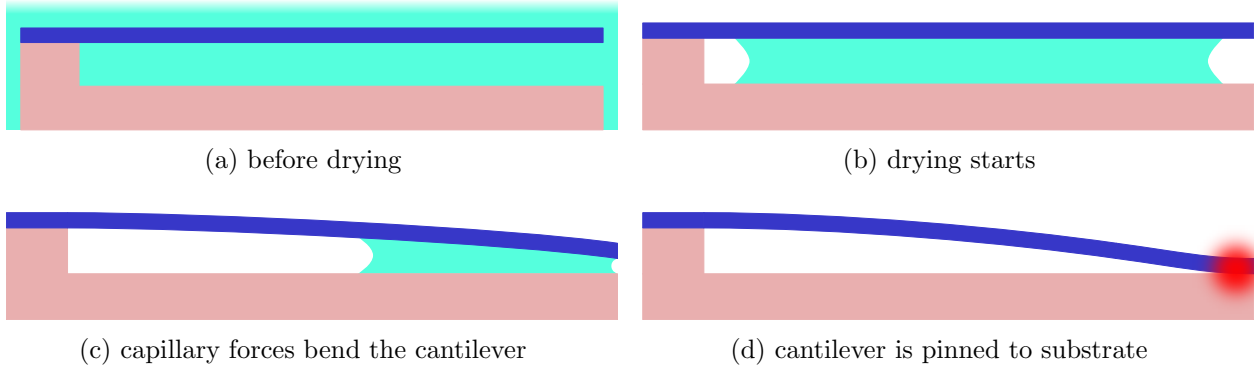 (a) before drying
(b) drying starts
(c) capillary forces bend the cantilever
(d) cantilever is pinned to substrate